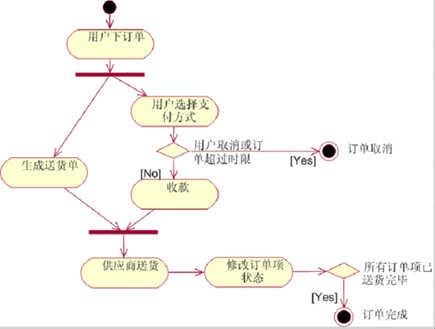 用户下订单
用户选择支
付方式
用户取消或订
单超过时限
[Yes]
订单取消
生成送货单
[No]
收款
供应商送货
修改订单项
状态
所有订单项已
送货完毕
[Yes]
订单完成